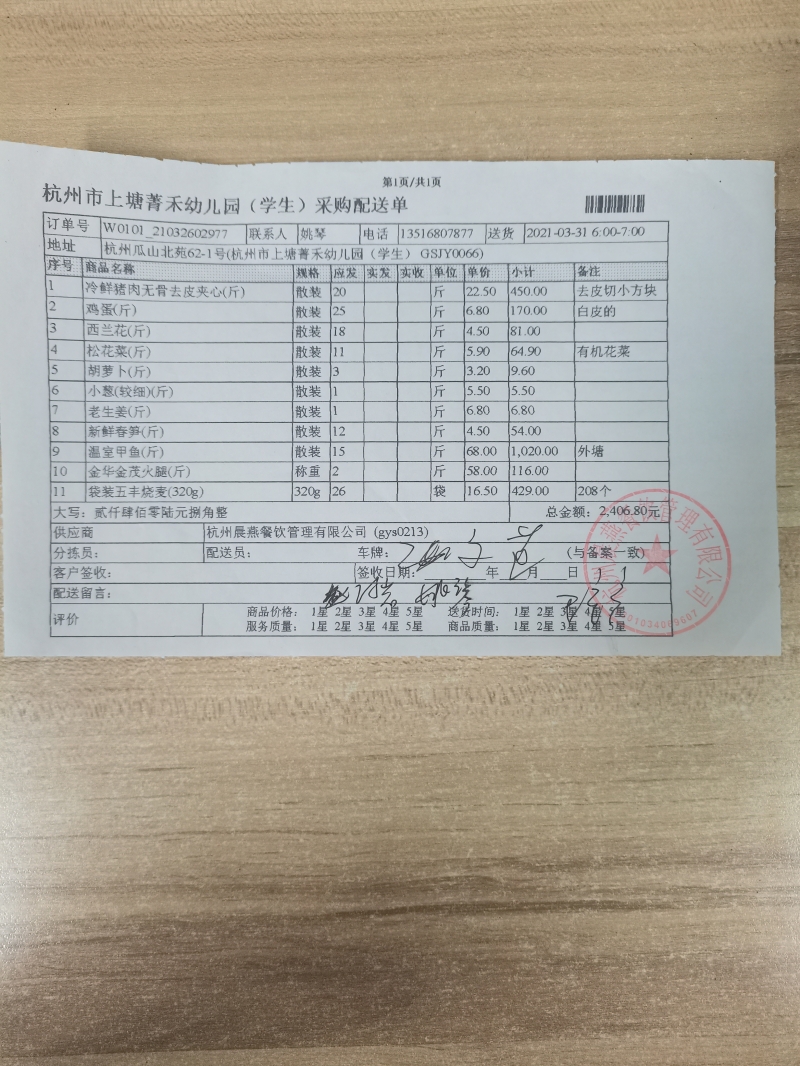 第1页/共1页
杭州市上塘菁禾幼儿园（学生）采购配送单
订单号 W0101_21032602977 联系人 姚琴 电话 13516807877 送货 2021-03-31 6:00-7:00
地址 杭州瓜山北苑62-1号(杭州市上塘菁禾幼儿园（学生） GSJY0066)
序号 商品名称 规格 应发 实发 实收 单位 单价 小计 备注
1 冷鲜猪肉无骨去皮夹心(斤) 散装 20 斤 22.50 450.00 去皮切小方块
2 鸡蛋(斤) 散装 25 斤 6.80 170.00 白皮的
3 西兰花(斤) 散装 18 斤 4.50 81.00
4 松花菜(斤) 散装 11 斤 5.90 64.90 有机花菜
5 胡萝卜(斤) 散装 3 斤 3.20 9.60
6 小葱(较细)(斤) 散装 1 斤 5.50 5.50
7 老生姜(斤) 散装 1 斤 6.80 6.80
8 新鲜春笋(斤) 散装 12 斤 4.50 54.00
9 温室甲鱼(斤) 散装 15 斤 68.00 1,020.00 外塘
10 金华金茂火腿(斤) 称重 2 斤 58.00 116.00
11 袋装五丰烧麦(320g) 320g 26 袋 16.50 429.00 208个
大写：贰仟肆佰零陆元捌角整 总金额：2,406.80元
供应商 杭州晨燕餐饮管理有限公司 (gys0213)
分拣员： 配送员： 车牌： (与备案一致)
客户签收： 签收日期：______年____月____日
配送留言：
评价 商品价格： 1星 2星 3星 4星 5星 送货时间： 1星 2星 3星 4星 5星
服务质量： 1星 2星 3星 4星 5星 商品质量： 1星 2星 3星 4星 5星